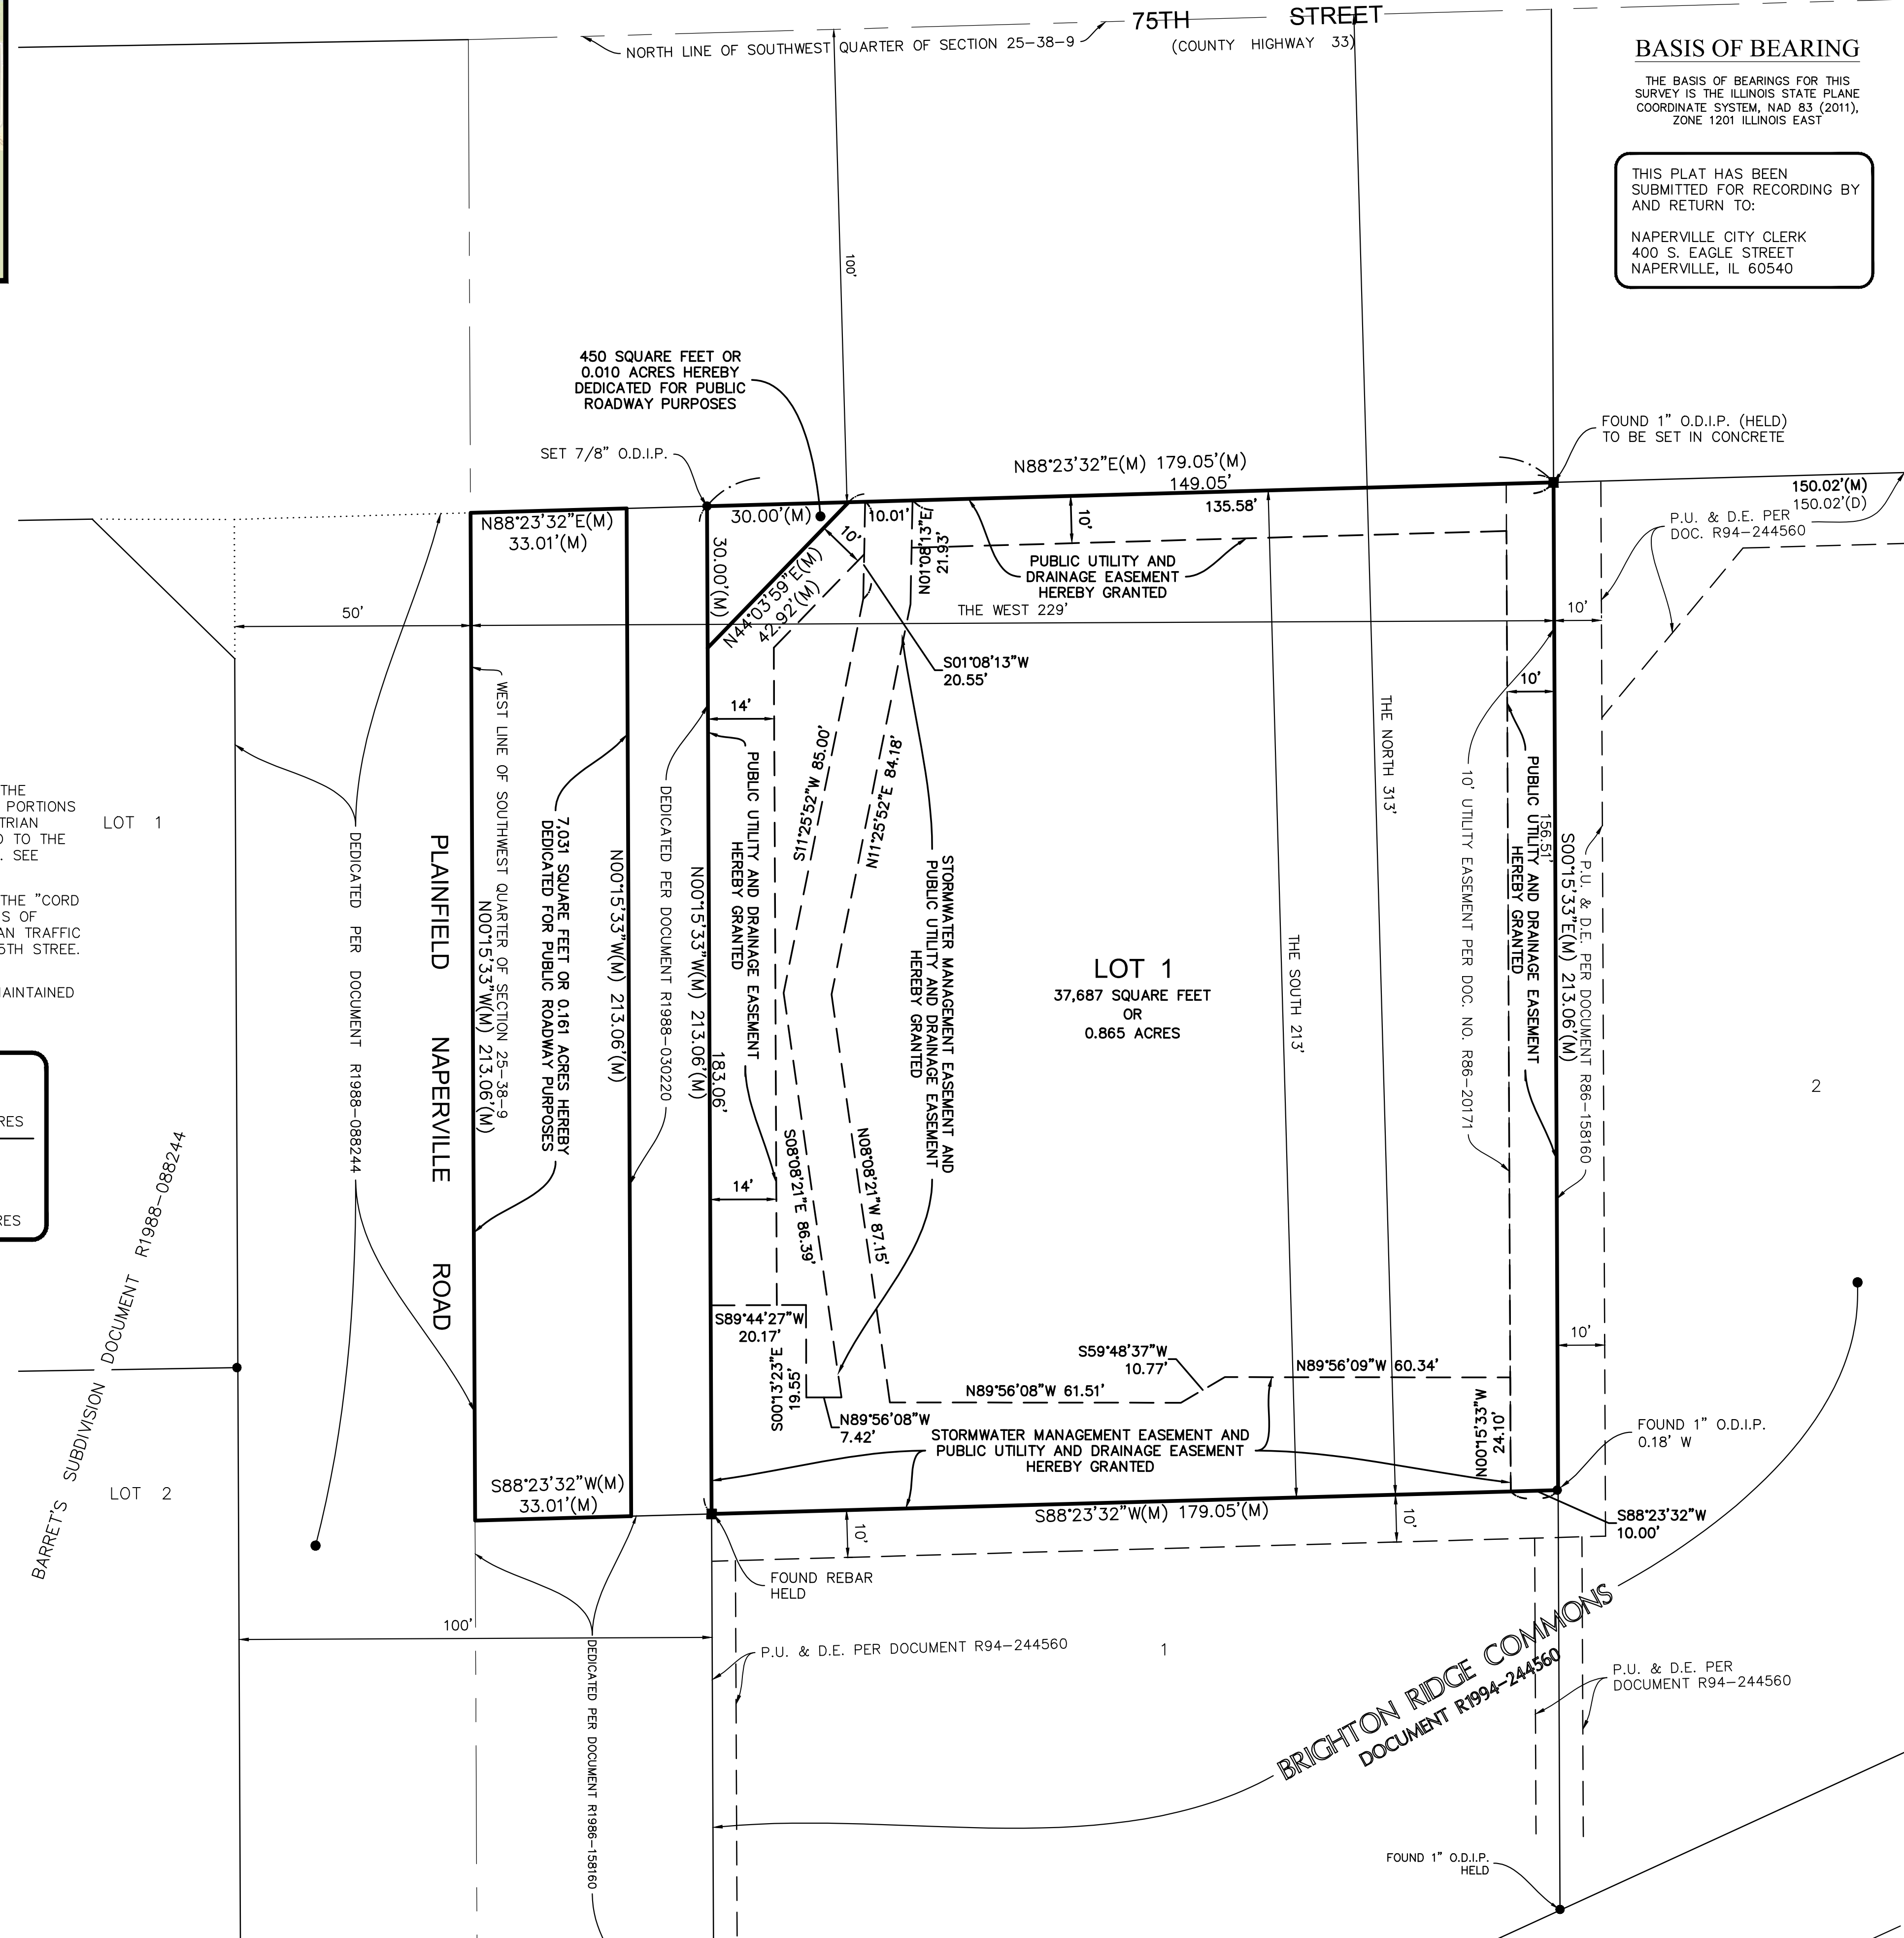 75TH STREET
NORTH LINE OF SOUTHWEST QUARTER OF SECTION 25-38-9
(COUNTY HIGHWAY 33)
BASIS OF BEARING
THE BASIS OF BEARINGS FOR THIS
SURVEY IS THE ILLINOIS STATE PLANE
COORDINATE SYSTEM, NAD 83 (2011),
ZONE 1201 ILLINOIS EAST
THIS PLAT HAS BEEN
SUBMITTED FOR RECORDING BY
AND RETURN TO:
NAPERVILLE CITY CLERK
400 S. EAGLE STREET
NAPERVILLE, IL 60540
100'
450 SQUARE FEET OR
0.010 ACRES HEREBY
DEDICATED FOR PUBLIC
ROADWAY PURPOSES
SET 7/8" O.D.I.P.
FOUND 1" O.D.I.P. (HELD)
TO BE SET IN CONCRETE
N88°23'32"E(M) 179.05'(M)
149.05'
135.58'
150.02'(M)
150.02'(D)
P.U. & D.E. PER
DOC. R94-244560
N88°23'32"E(M)
33.01'(M)
30.00'(M)
10.01'
10'
10'
30.00'(M)
N44°03'59"E(M)
42.92'(M)
N01°08'13"E
21.93'
PUBLIC UTILITY AND
DRAINAGE EASEMENT
HEREBY GRANTED
THE WEST 229'
50'
10'
S01°08'13"W
20.55'
10'
14'
THE
PORTIONS
TRIAN
D TO THE
. SEE
THE "CORD
S OF
AN TRAFFIC
5TH STREE.
MAINTAINED
LOT 1
RES
RES
DEDICATED PER DOCUMENT R1988-088244
PLAINFIELD NAPERVILLE ROAD
WEST LINE OF SOUTHWEST QUARTER OF SECTION 25-38-9
N00°15'33"W(M) 213.06'(M)
7,031 SQUARE FEET OR 0.161 ACRES HEREBY
DEDICATED FOR PUBLIC ROADWAY PURPOSES
N00°15'33"W(M) 213.06'(M)
DEDICATED PER DOCUMENT R1988-030220
N00°15'33"W(M) 213.06'(M)
183.06'
PUBLIC UTILITY AND DRAINAGE EASEMENT
HEREBY GRANTED
S11°25'52"W 85.00'
N11°25'52"E 84.18'
STORMWATER MANAGEMENT EASEMENT AND
PUBLIC UTILITY AND DRAINAGE EASEMENT
HEREBY GRANTED
LOT 1
37,687 SQUARE FEET
OR
0.865 ACRES
THE SOUTH 213'
THE NORTH 313'
10' UTILITY EASEMENT PER DOC. NO. R86-20171
PUBLIC UTILITY AND DRAINAGE EASEMENT
HEREBY GRANTED
156.51'
S00°15'33"E(M) 213.06'(M)
P.U. & D.E. PER DOCUMENT R86-158160
2
S08°08'21"E 86.39'
N08°08'21"W 87.15'
14'
S89°44'27"W
20.17'
S00°13'23"E
19.55'
N89°56'08"W
7.42'
N89°56'08"W 61.51'
S59°48'37"W
10.77'
N89°56'09"W 60.34'
N00°15'33"W
24.10'
10'
STORMWATER MANAGEMENT EASEMENT AND
PUBLIC UTILITY AND DRAINAGE EASEMENT
HEREBY GRANTED
FOUND 1" O.D.I.P.
0.18' W
S88°23'32"W(M)
33.01'(M)
S88°23'32"W(M) 179.05'(M)
S88°23'32"W
10.00'
10'
10'
BARRET'S SUBDIVISION DOCUMENT R1988-088244
LOT 2
FOUND REBAR
HELD
100'
DEDICATED PER DOCUMENT R1986-158160
P.U. & D.E. PER DOCUMENT R94-244560
1
BRIGHTON RIDGE COMMONS
DOCUMENT R1994-244560
P.U. & D.E. PER
DOCUMENT R94-244560
FOUND 1" O.D.I.P.
HELD